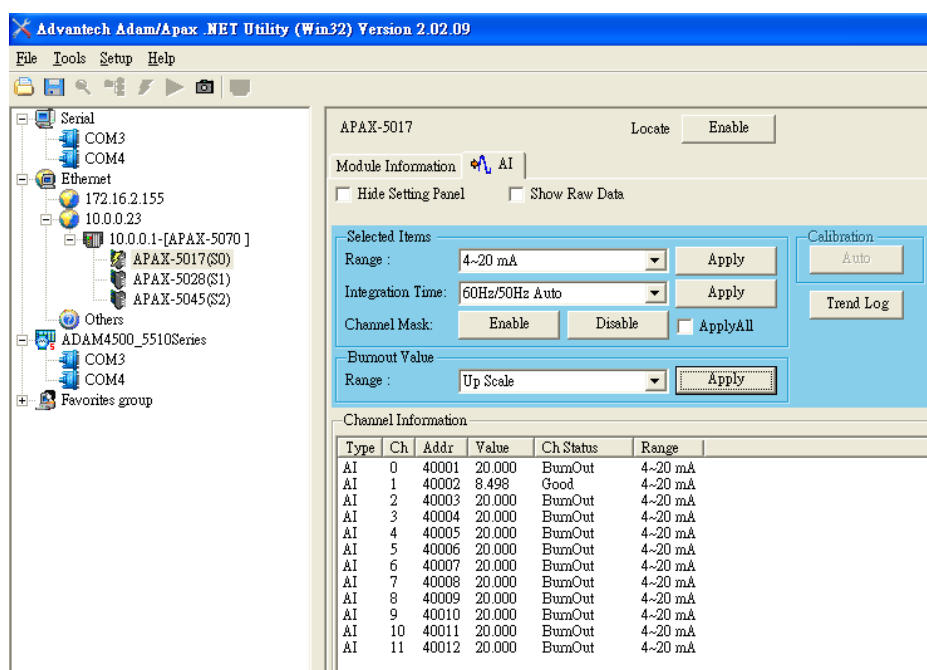 Advantech Adam/Apax .NET Utility (Win32) Version 2.02.09
File Tools Setup Help
Serial
COM3
COM4
Ethernet
172.16.2.155
10.0.0.23
10.0.0.1-[APAX-5070 ]
APAX-5017(S0)
APAX-5028(S1)
APAX-5045(S2)
Others
ADAM4500_5510Series
COM3
COM4
Favorites group
APAX-5017 Locate Enable
Module Information AI
Hide Setting Panel Show Raw Data
Selected Items Calibration
Range : 4~20 mA Apply Auto
Integration Time: 60Hz/50Hz Auto Apply Trend Log
Channel Mask: Enable Disable ApplyAll
Burnout Value
Range : Up Scale Apply
Channel Information
Type Ch Addr Value Ch Status Range
AI 0 40001 20.000 BurnOut 4~20 mA
AI 1 40002 8.498 Good 4~20 mA
AI 2 40003 20.000 BurnOut 4~20 mA
AI 3 40004 20.000 BurnOut 4~20 mA
AI 4 40005 20.000 BurnOut 4~20 mA
AI 5 40006 20.000 BurnOut 4~20 mA
AI 6 40007 20.000 BurnOut 4~20 mA
AI 7 40008 20.000 BurnOut 4~20 mA
AI 8 40009 20.000 BurnOut 4~20 mA
AI 9 40010 20.000 BurnOut 4~20 mA
AI 10 40011 20.000 BurnOut 4~20 mA
AI 11 40012 20.000 BurnOut 4~20 mA